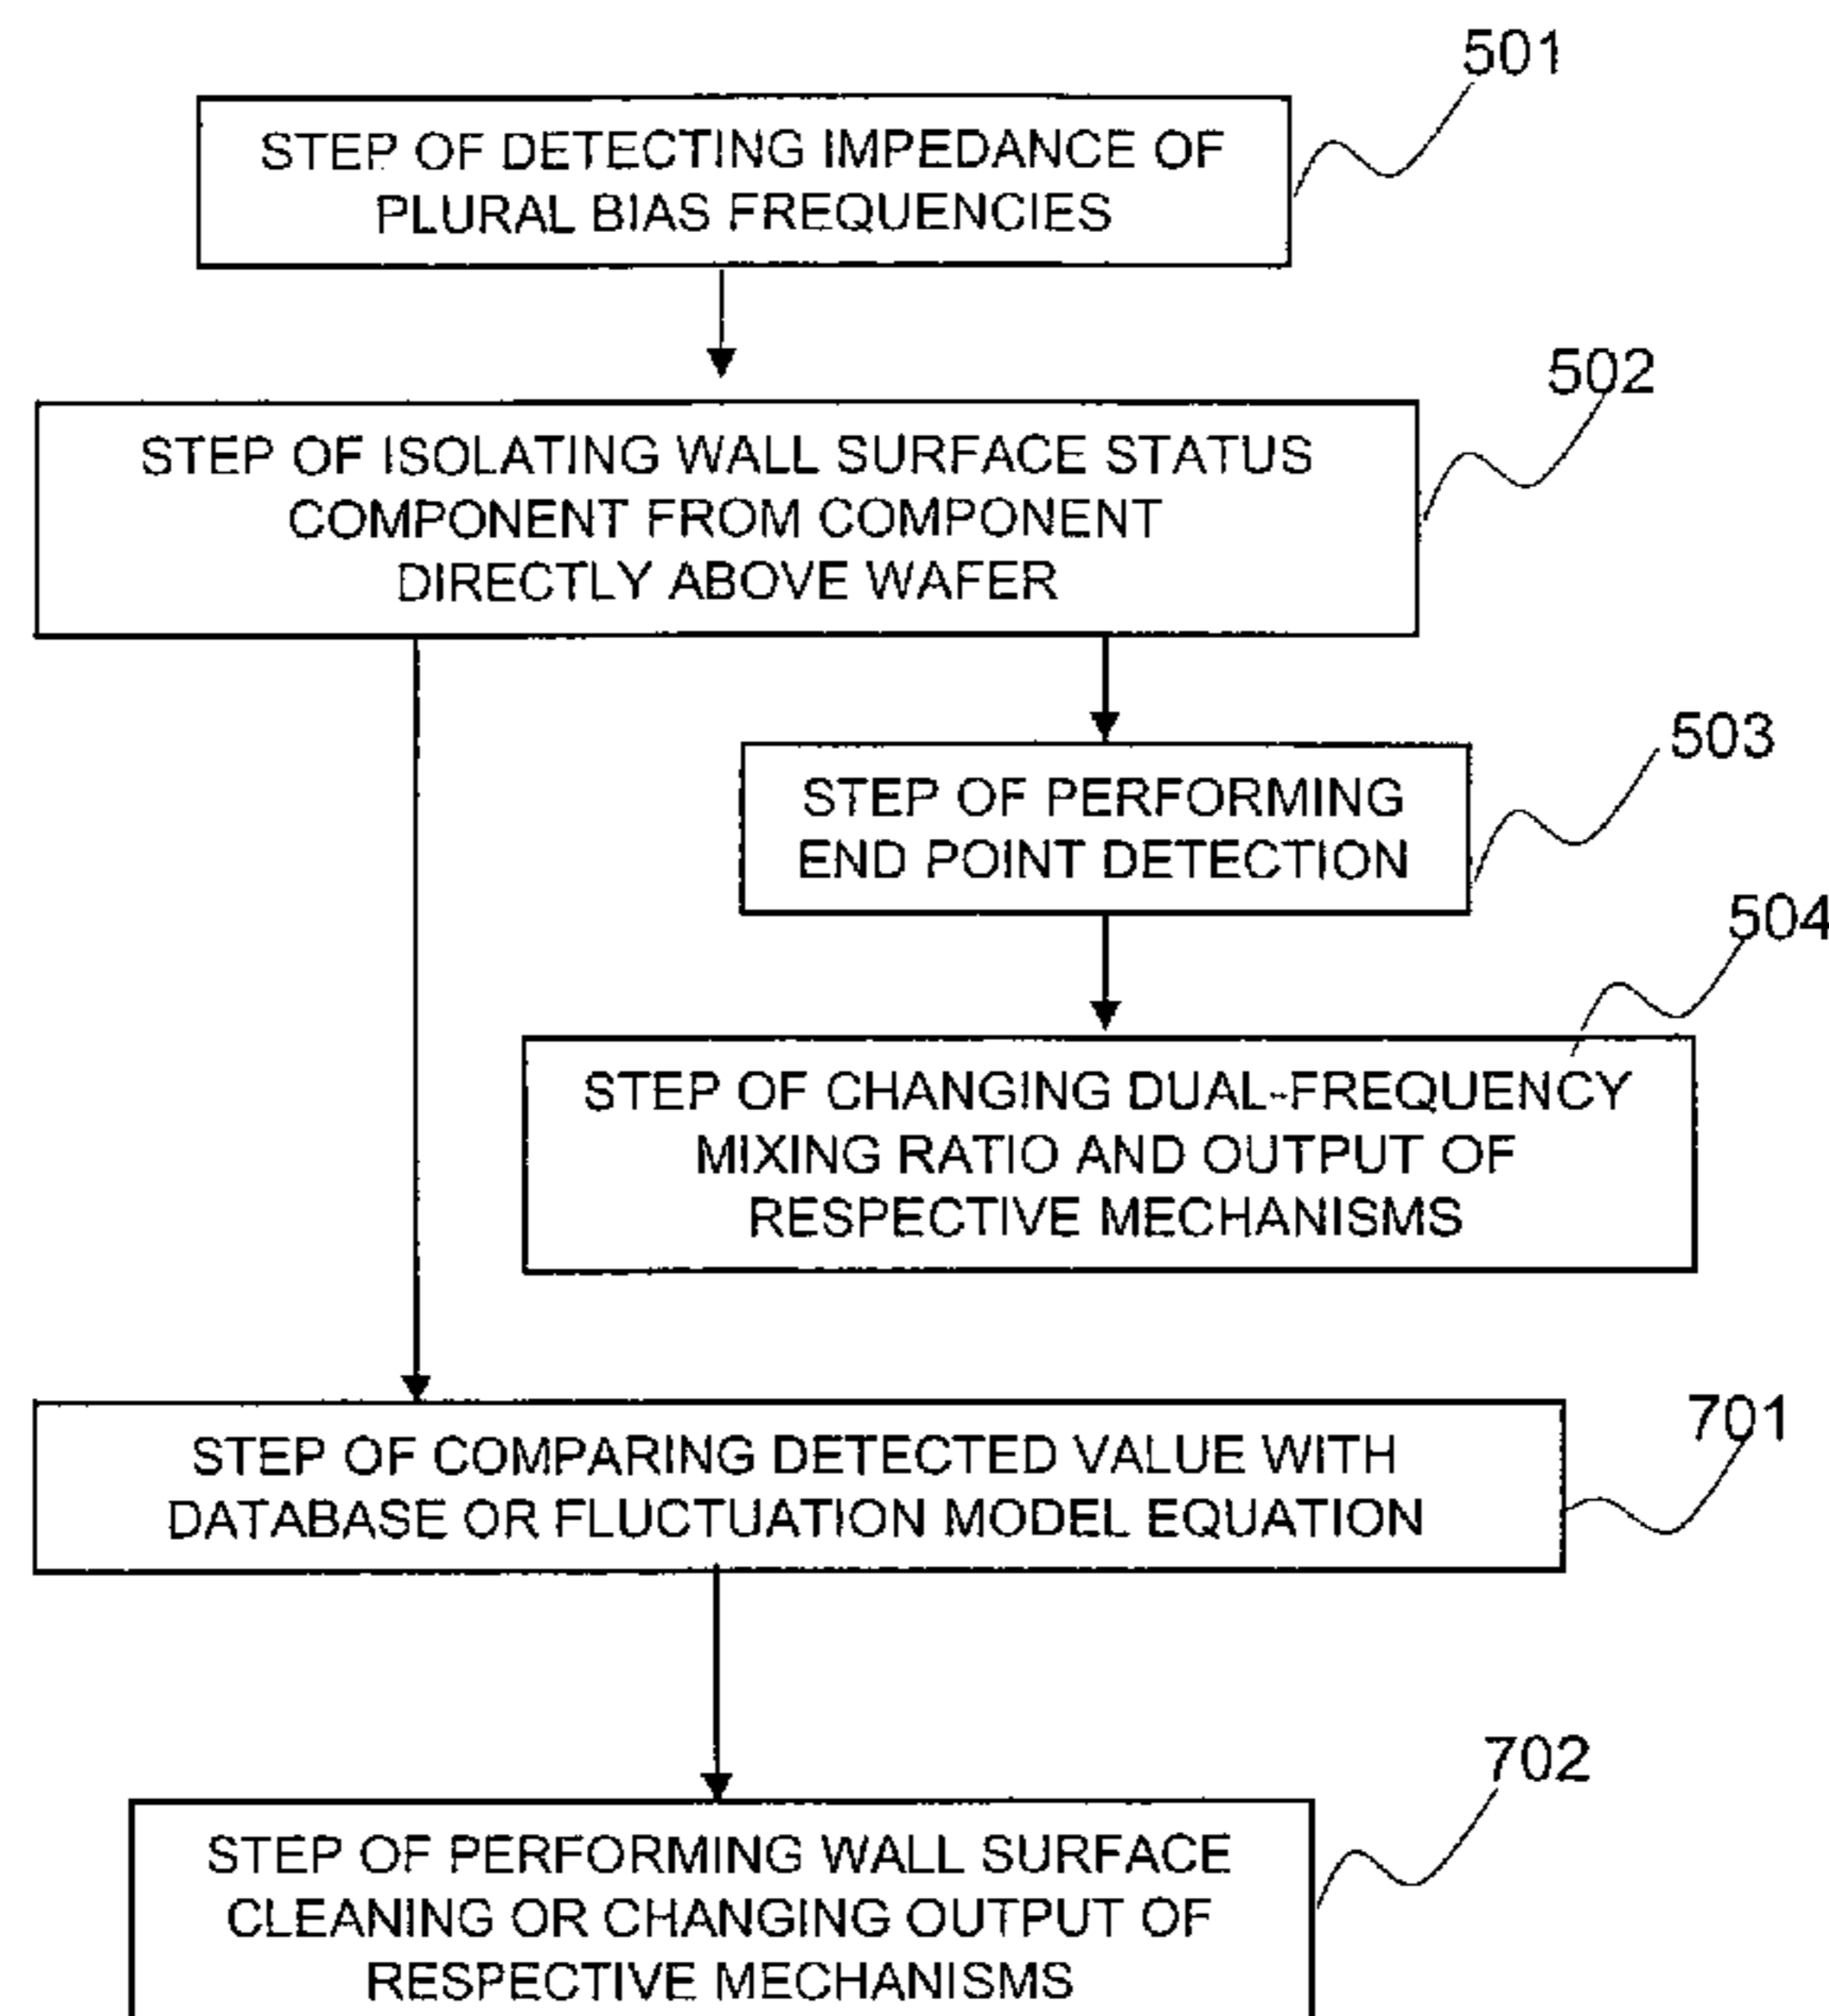 501
STEP OF DETECTING IMPEDANCE OF
PLURAL BIAS FREQUENCIES
502
STEP OF ISOLATING WALL SURFACE STATUS
COMPONENT FROM COMPONENT
DIRECTLY ABOVE WAFER
503
STEP OF PERFORMING
END POINT DETECTION
504
STEP OF CHANGING DUAL-FREQUENCY
MIXING RATIO AND OUTPUT OF
RESPECTIVE MECHANISMS
701
STEP OF COMPARING DETECTED VALUE WITH
DATABASE OR FLUCTUATION MODEL EQUATION
702
STEP OF PERFORMING WALL SURFACE
CLEANING OR CHANGING OUTPUT OF
RESPECTIVE MECHANISMS